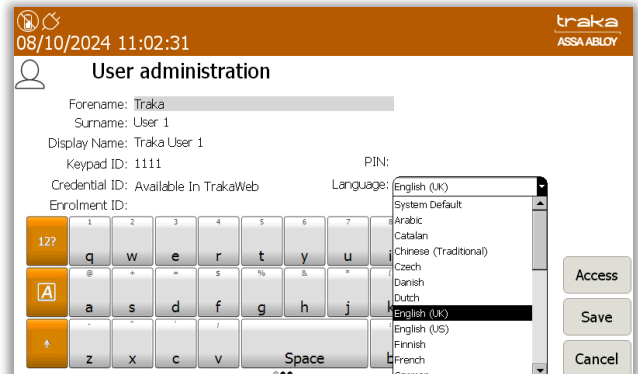 traka
08/10/2024 11:02:31
ASSA ABLOY
User administration
Forename: Traka
Surname: User 1
Display Name: Traka User 1
Keypad ID: 1111
PIN:
Credential ID: Available In TrakaWeb
Language: English (UK)
Enrolment ID:
System Default
Arabic
Catalan
Chinese (Traditional)
Czech
Danish
Dutch
English (UK)
English (US)
Finnish
French
German
1 2 3 4 5 6 7 8
12? q w e r t y u i
@ + = $ % & * (
A a s d f g h j k
- " ' /
z x c v Space b
Access
Save
Cancel